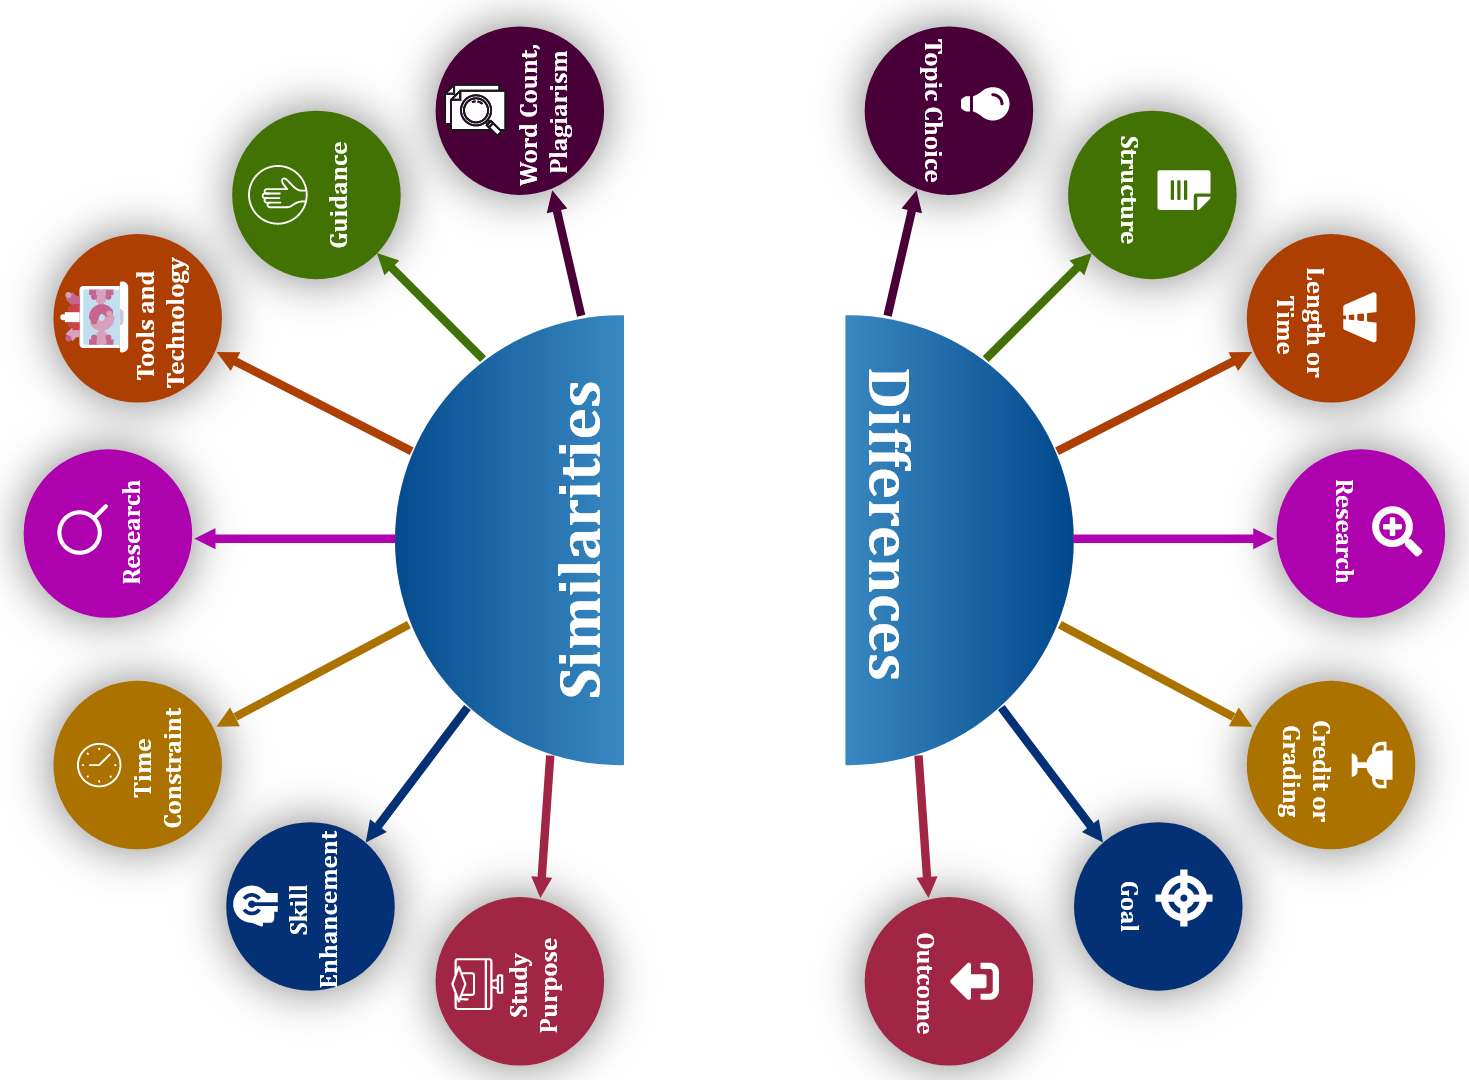 Similarities
Word Count,
Plagiarism
Guidance
Tools and
Technology
Research
Time
Constraint
Skill
Enhancement
Study
Purpose
Differences
Topic Choice
Structure
Length or
Time
Research
Credit or
Grading
Goal
Outcome